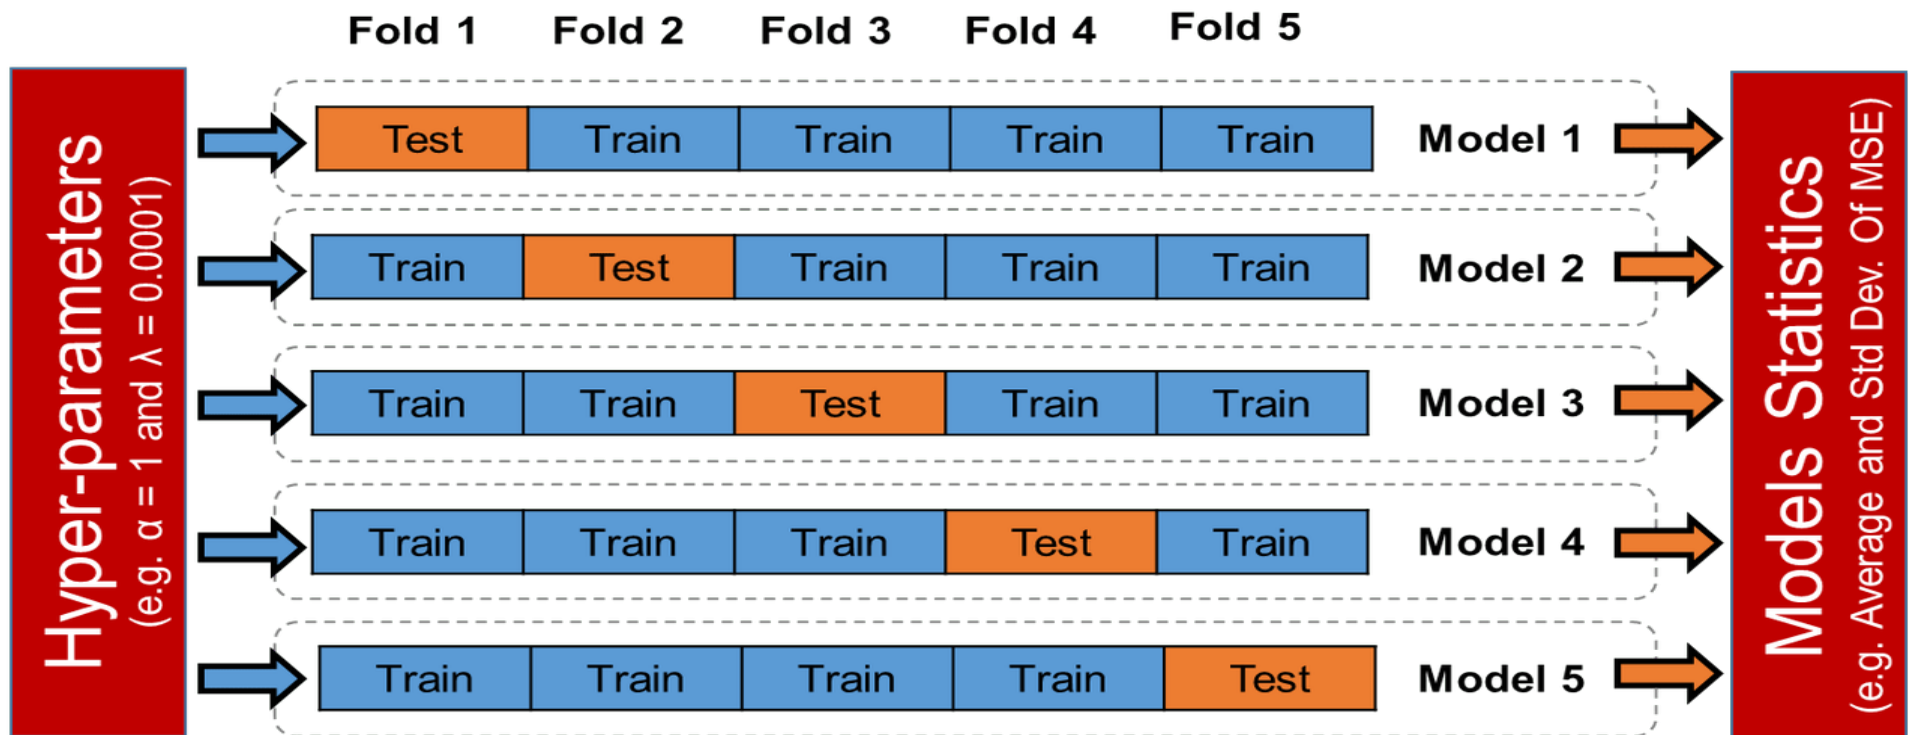 Fold 1 Fold 2 Fold 3 Fold 4 Fold 5
Hyper-parameters
(e.g. α = 1 and λ = 0.0001)
Test Train Train Train Train Model 1
Train Test Train Train Train Model 2
Train Train Test Train Train Model 3
Train Train Train Test Train Model 4
Train Train Train Train Test Model 5
Models Statistics
(e.g. Average and Std Dev. Of MSE)